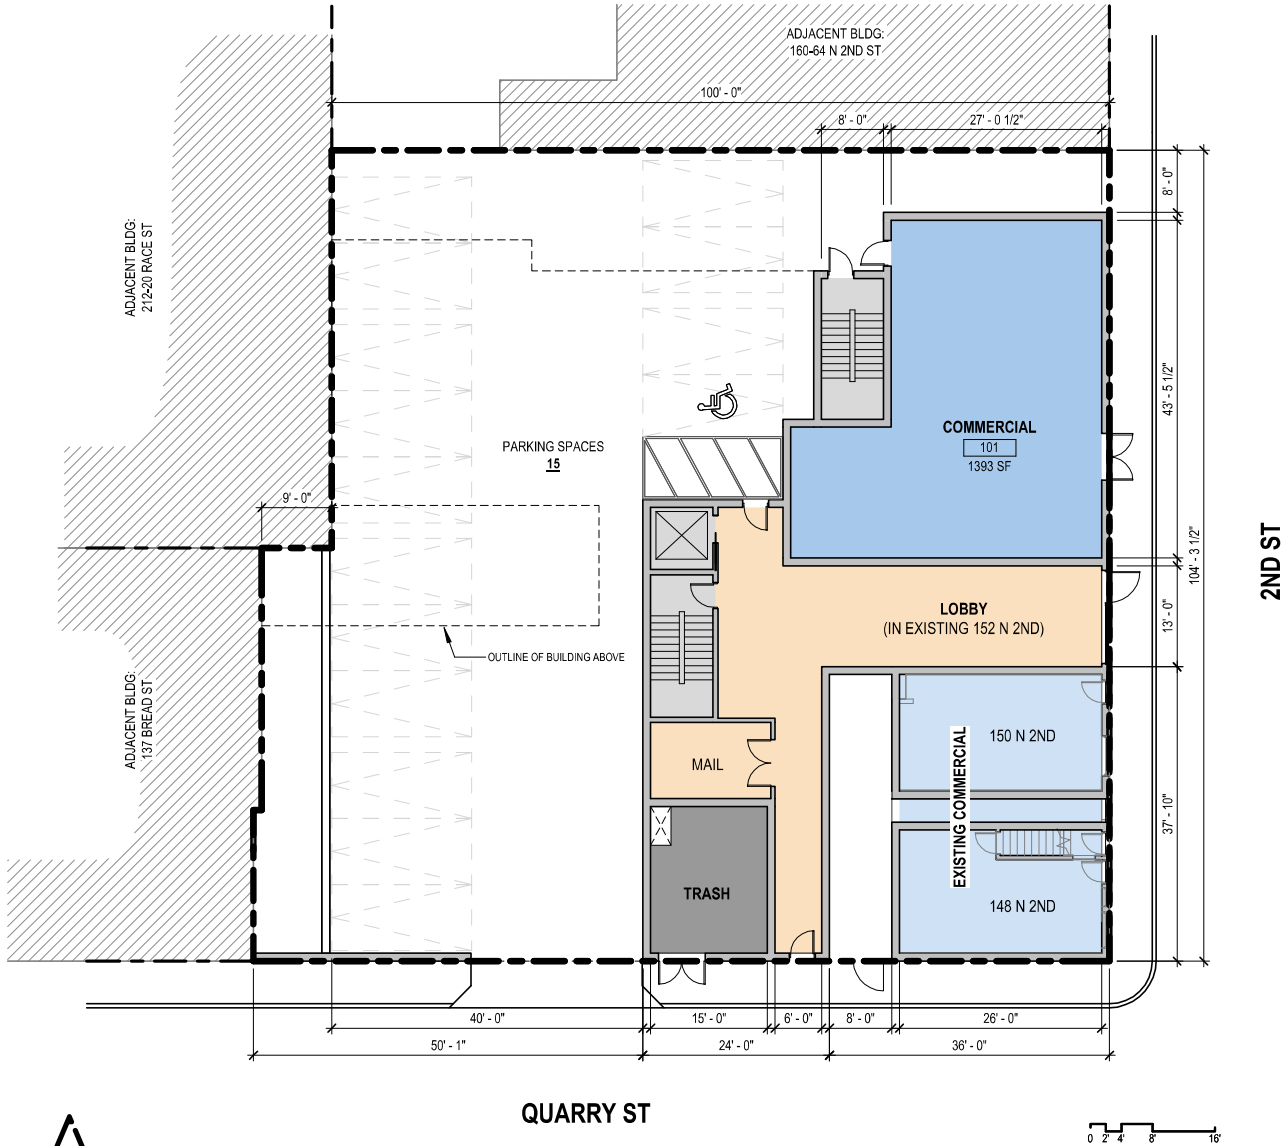 ADJACENT BLDG:
160-64 N 2ND ST
100' - 0"
8' - 0"
27' - 0 1/2"
8' - 0"
ADJACENT BLDG:
212-20 RACE ST
43' - 5 1/2"
COMMERCIAL
101
1393 SF
PARKING SPACES
15
9' - 0"
104' - 3 1/2"
2ND ST
LOBBY
(IN EXISTING 152 N 2ND)
13' - 0"
OUTLINE OF BUILDING ABOVE
ADJACENT BLDG:
137 BREAD ST
150 N 2ND
MAIL
EXISTING COMMERCIAL
37' - 10"
TRASH
148 N 2ND
40' - 0"
15' - 0"
6' - 0"
8' - 0"
26' - 0"
50' - 1"
24' - 0"
36' - 0"
QUARRY ST
0 2' 4' 8' 16'